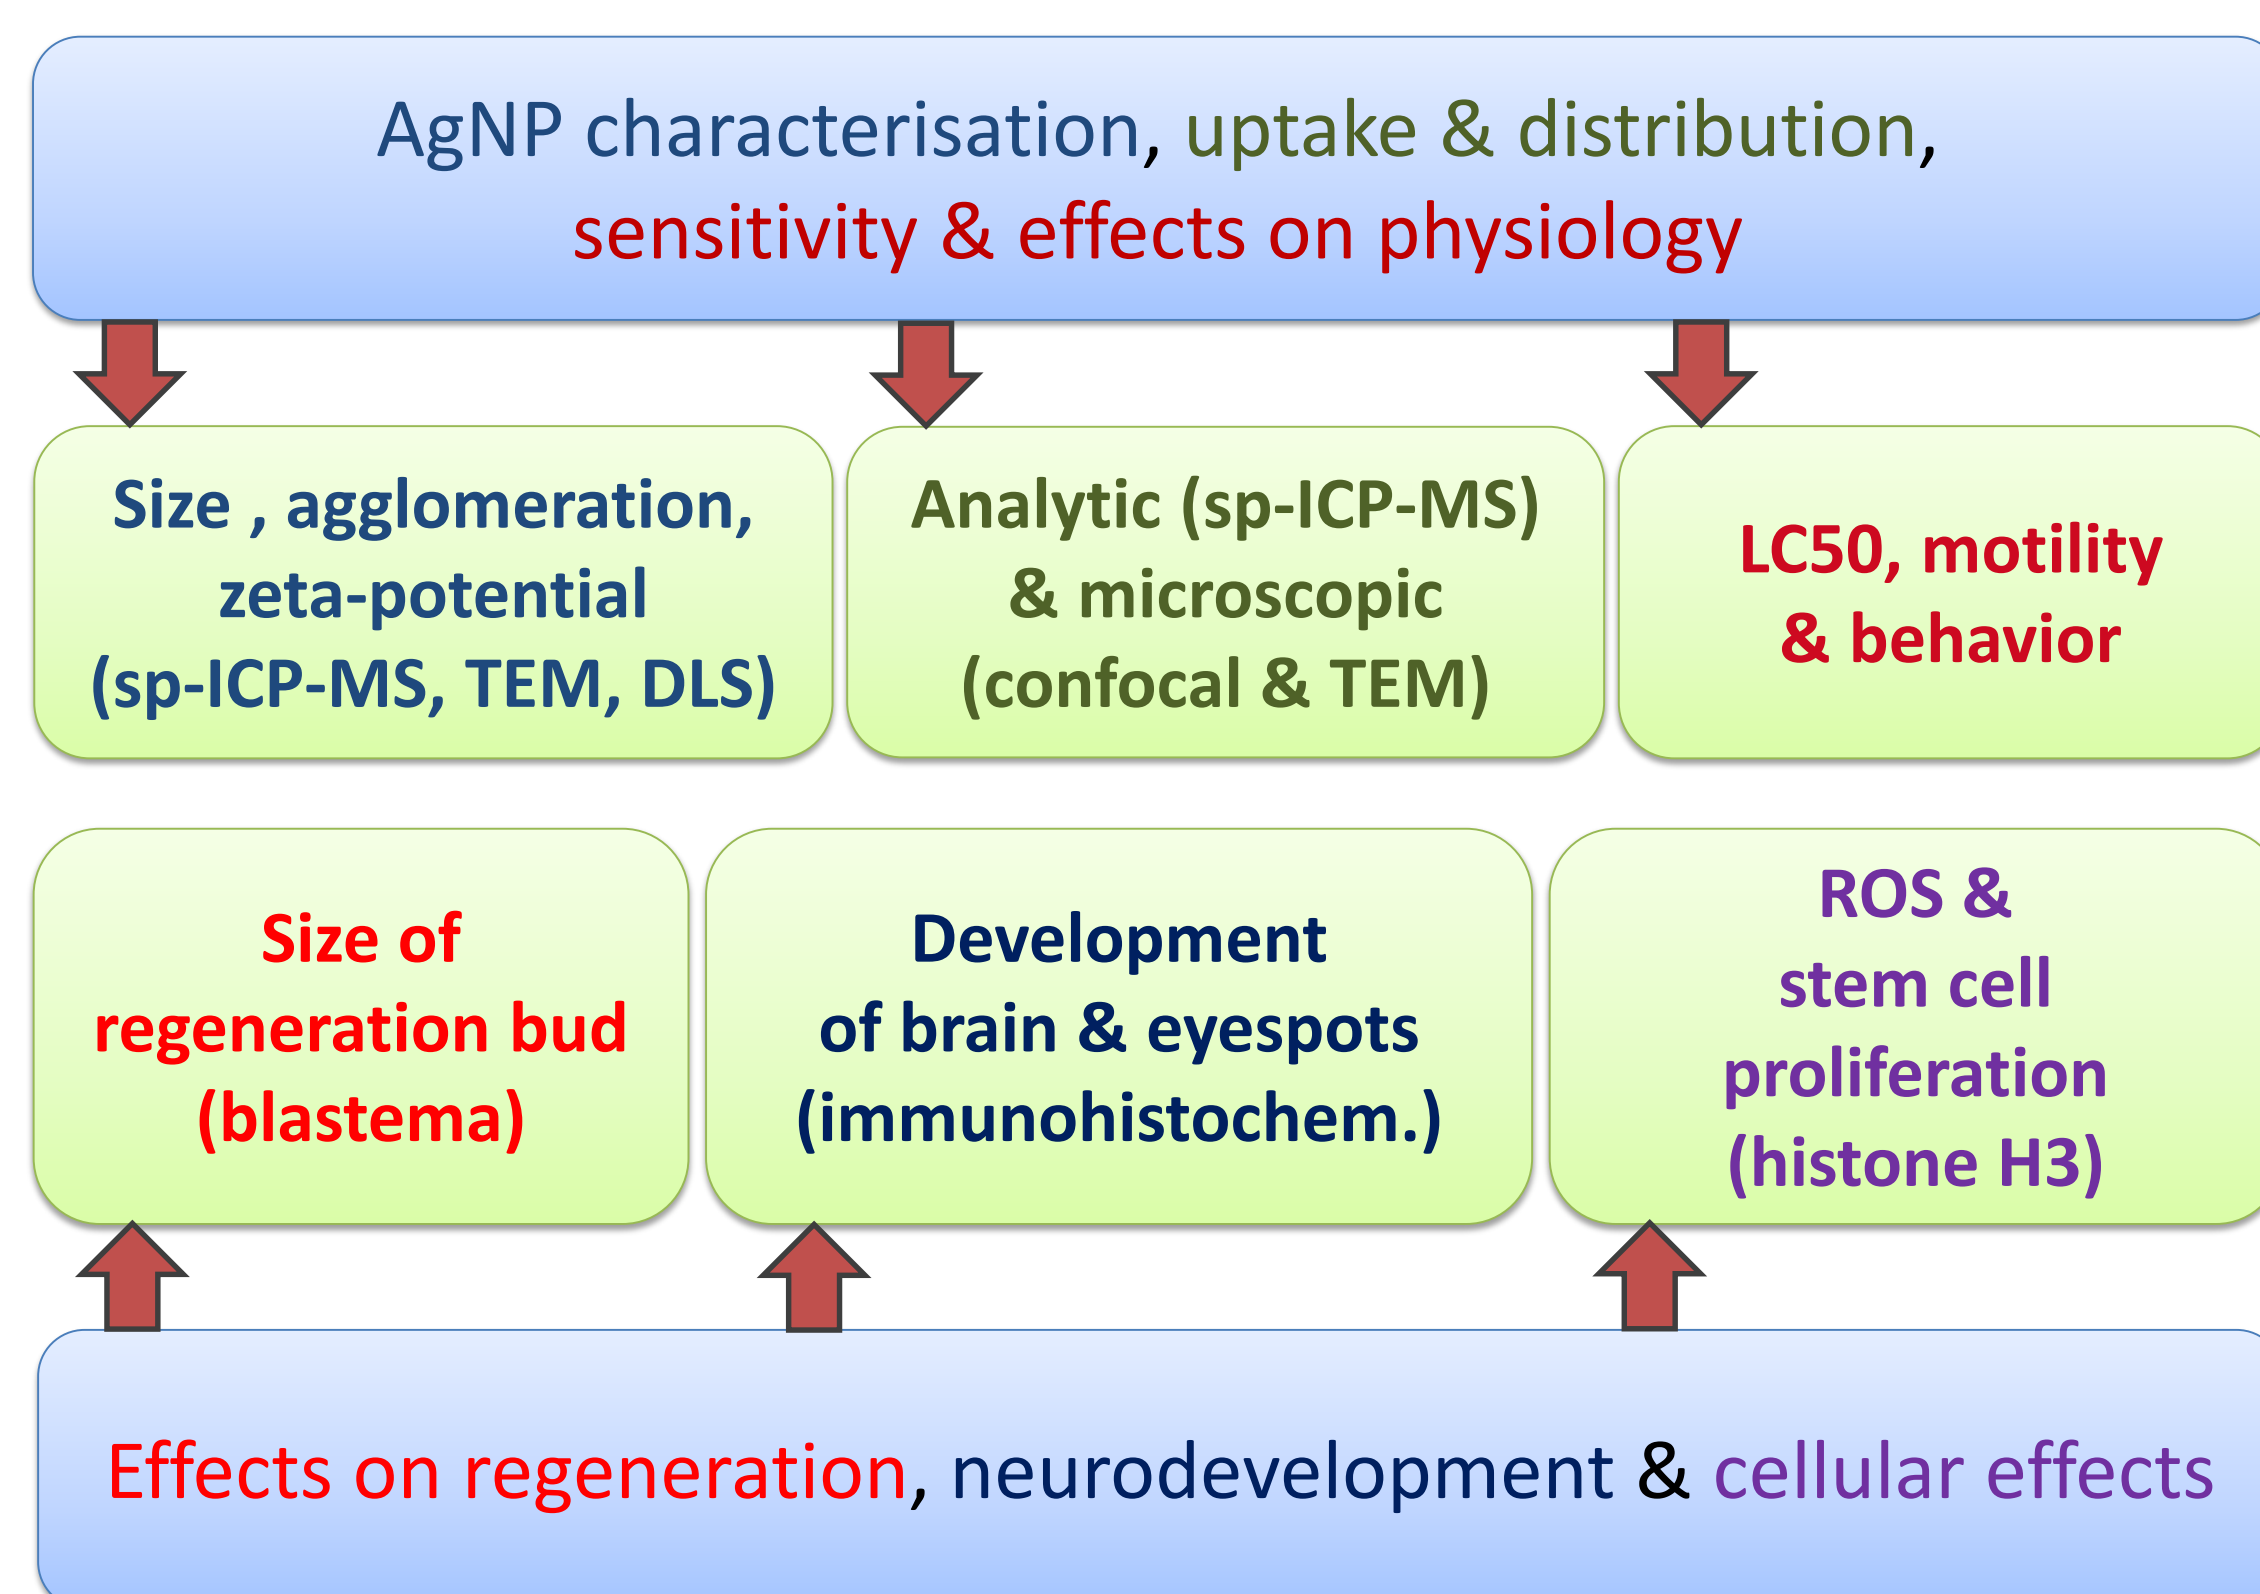 AgNP characterisation, uptake & distribution,
sensitivity & effects on physiology
Size , agglomeration,
zeta-potential
(sp-ICP-MS, TEM, DLS)
Analytic (sp-ICP-MS)
& microscopic
(confocal & TEM)
LC50, motility
& behavior
Size of
regeneration bud
(blastema)
Development
of brain & eyespots
(immunohistochem.)
ROS &
stem cell
proliferation
(histone H3)
Effects on regeneration, neurodevelopment & cellular effects